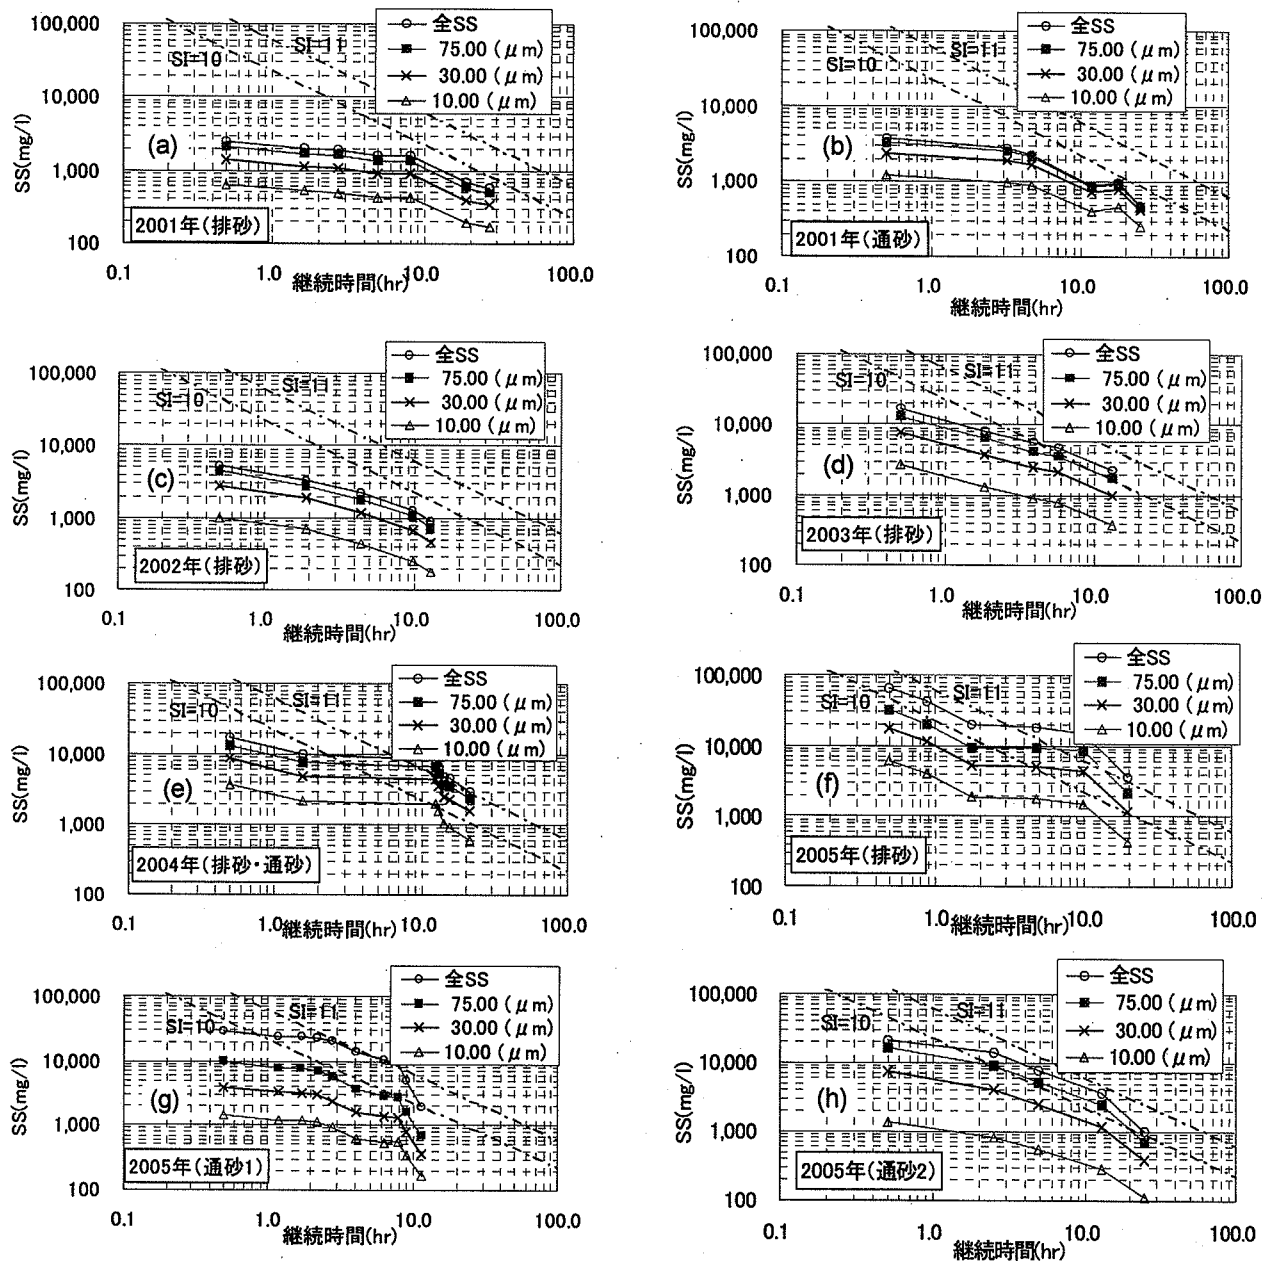 100,000
10,000
1,000
100
SS(mg/l)
SI=10
SI=11
全SS
75.00 (μm)
30.00 (μm)
10.00 (μm)
(a)
2001年(排砂)
0.1
1.0
10.0
100.0
継続時間(hr)
100,000
10,000
1,000
100
SS(mg/l)
SI=10
SI=11
全SS
75.00 (μm)
30.00 (μm)
10.00 (μm)
(b)
2001年(通砂)
0.1
1.0
10.0
100.0
継続時間(hr)
100,000
10,000
1,000
100
SS(mg/l)
SI=10
SI=11
全SS
75.00 (μm)
30.00 (μm)
10.00 (μm)
(c)
2002年(排砂)
0.1
1.0
10.0
100.0
継続時間(hr)
100,000
10,000
1,000
100
SS(mg/l)
SI=10
SI=11
全SS
75.00 (μm)
30.00 (μm)
10.00 (μm)
(d)
2003年(排砂)
0.1
1.0
10.0
100.0
継続時間(hr)
100,000
10,000
1,000
100
SS(mg/l)
SI=10
SI=11
全SS
75.00 (μm)
30.00 (μm)
10.00 (μm)
(e)
2004年(排砂・通砂)
0.1
1.0
10.0
100.0
継続時間(hr)
100,000
10,000
1,000
100
SS(mg/l)
SI=10
SI=11
全SS
75.00 (μm)
30.00 (μm)
10.00 (μm)
(f)
2005年(排砂)
0.1
1.0
10.0
100.0
継続時間(hr)
100,000
10,000
1,000
100
SS(mg/l)
SI=10
SI=11
全SS
75.00 (μm)
30.00 (μm)
10.00 (μm)
(g)
2005年(通砂1)
0.1
1.0
10.0
100.0
継続時間(hr)
100,000
10,000
1,000
100
SS(mg/l)
SI=10
SI=11
全SS
75.00 (μm)
30.00 (μm)
10.00 (μm)
(h)
2005年(通砂2)
0.1
1.0
10.0
100.0
継続時間(hr)